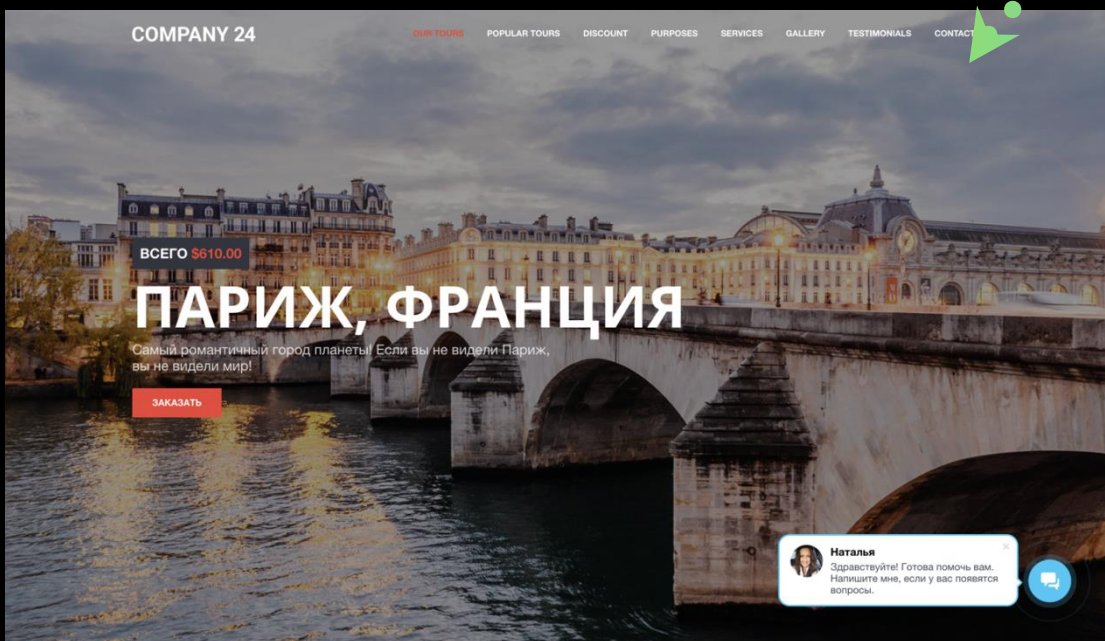 COMPANY 24
OUR TOURS POPULAR TOURS DISCOUNT PURPOSES SERVICES GALLERY TESTIMONIALS CONTACT
ВСЕГО $610.00
ПАРИЖ, ФРАНЦИЯ
Самый романтичный город планеты! Если вы не видели Париж,
вы не видели мир!
ЗАКАЗАТЬ
Наталья
Здравствуйте! Готова помочь вам.
Напишите мне, если у вас появятся
вопросы.